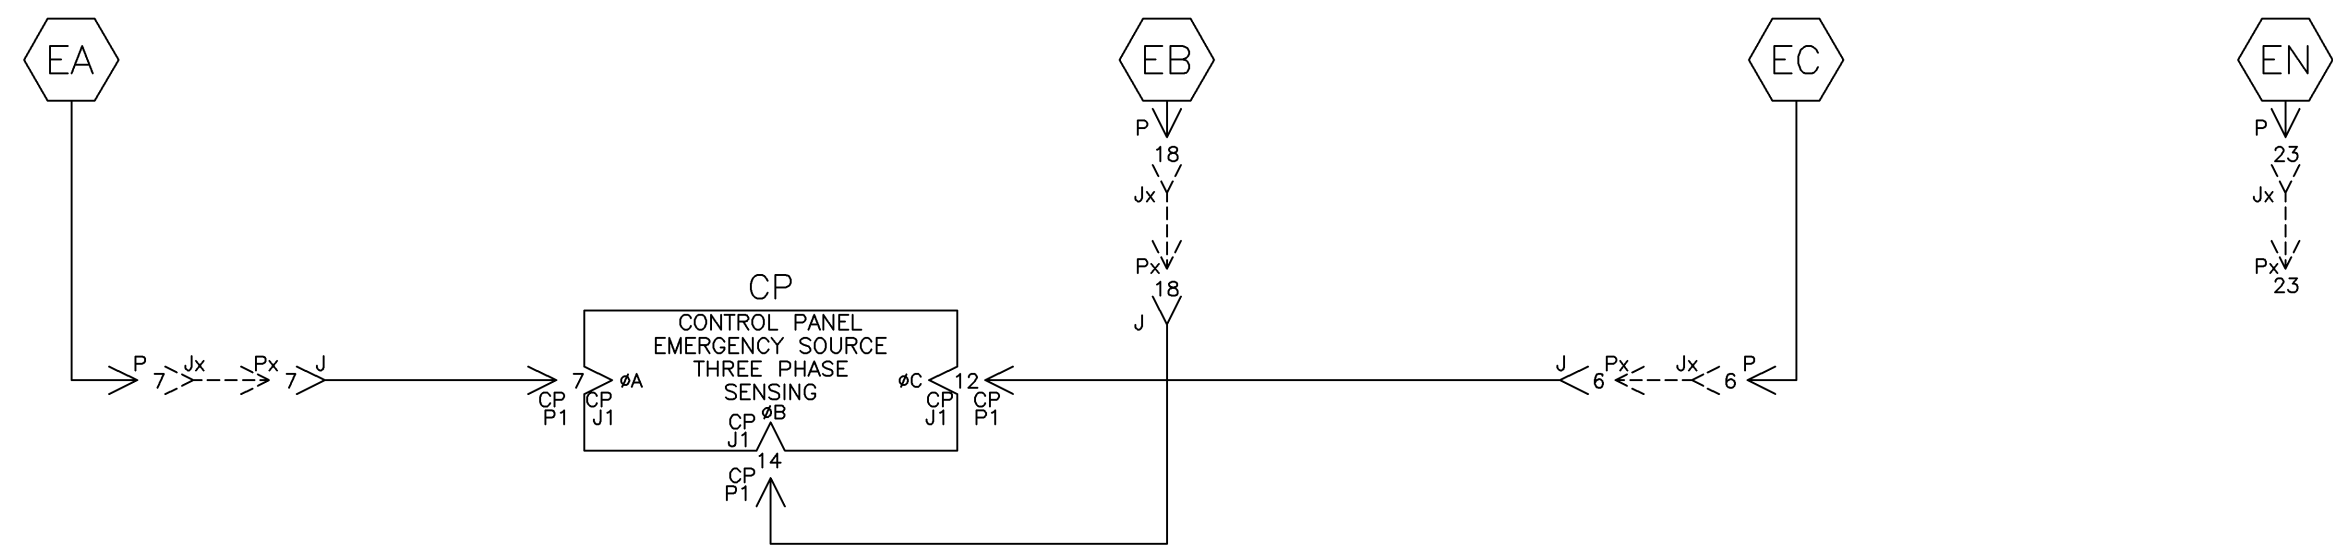 EA
EB
EC
EN
P
18
Jx
Px
18
J
P
23
Jx
Px
23
CP
CONTROL PANEL
EMERGENCY SOURCE
THREE PHASE
SENSING
P 7 Jx Px 7 J
7 øA
CP P1
CP J1
øB
CP J1
14
CP P1
øC 12
CP J1
CP P1
J 6 Px Jx 6 P